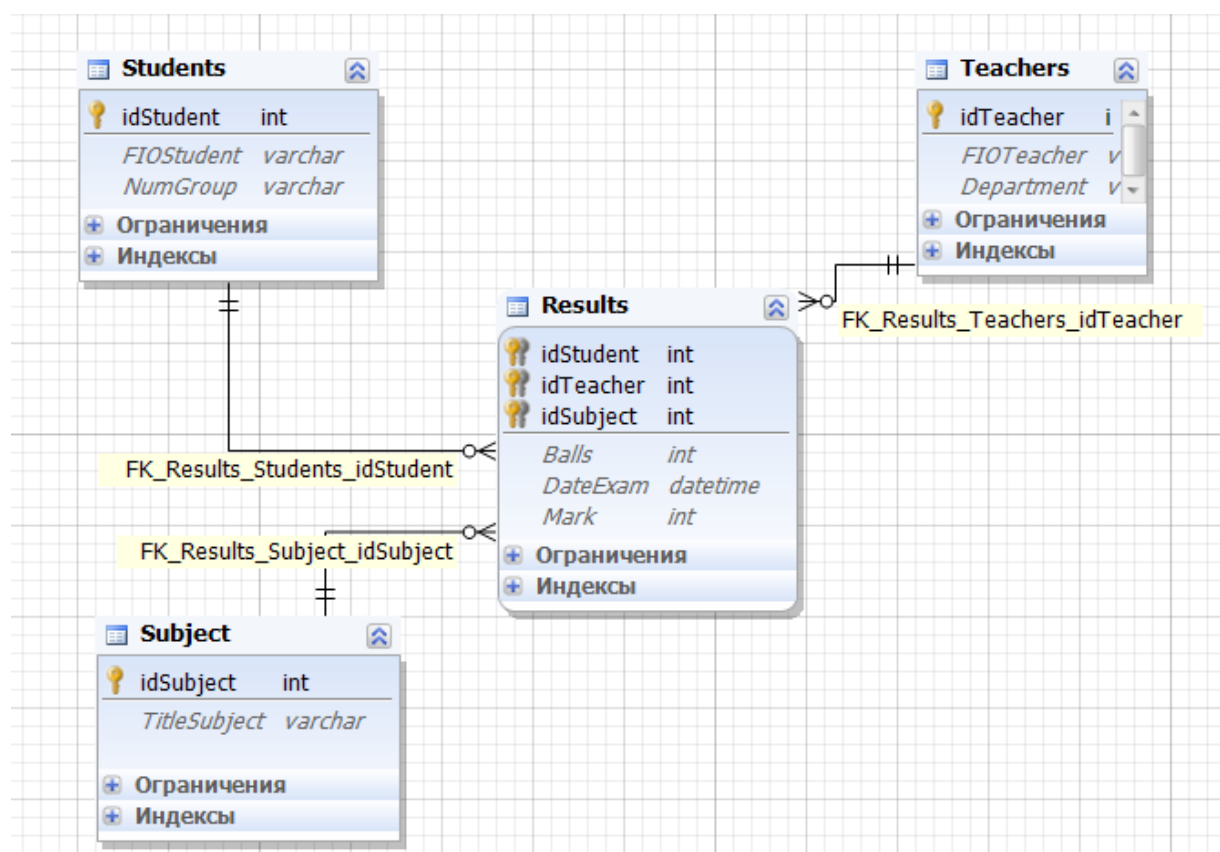 Students
idStudent int
FIOStudent varchar
NumGroup varchar
Ограничения
Индексы
Teachers
idTeacher i
FIOTeacher v
Department v
Ограничения
Индексы
FK_Results_Teachers_idTeacher
Results
idStudent int
idTeacher int
idSubject int
Balls int
DateExam datetime
Mark int
Ограничения
Индексы
FK_Results_Students_idStudent
FK_Results_Subject_idSubject
Subject
idSubject int
TitleSubject varchar
Ограничения
Индексы